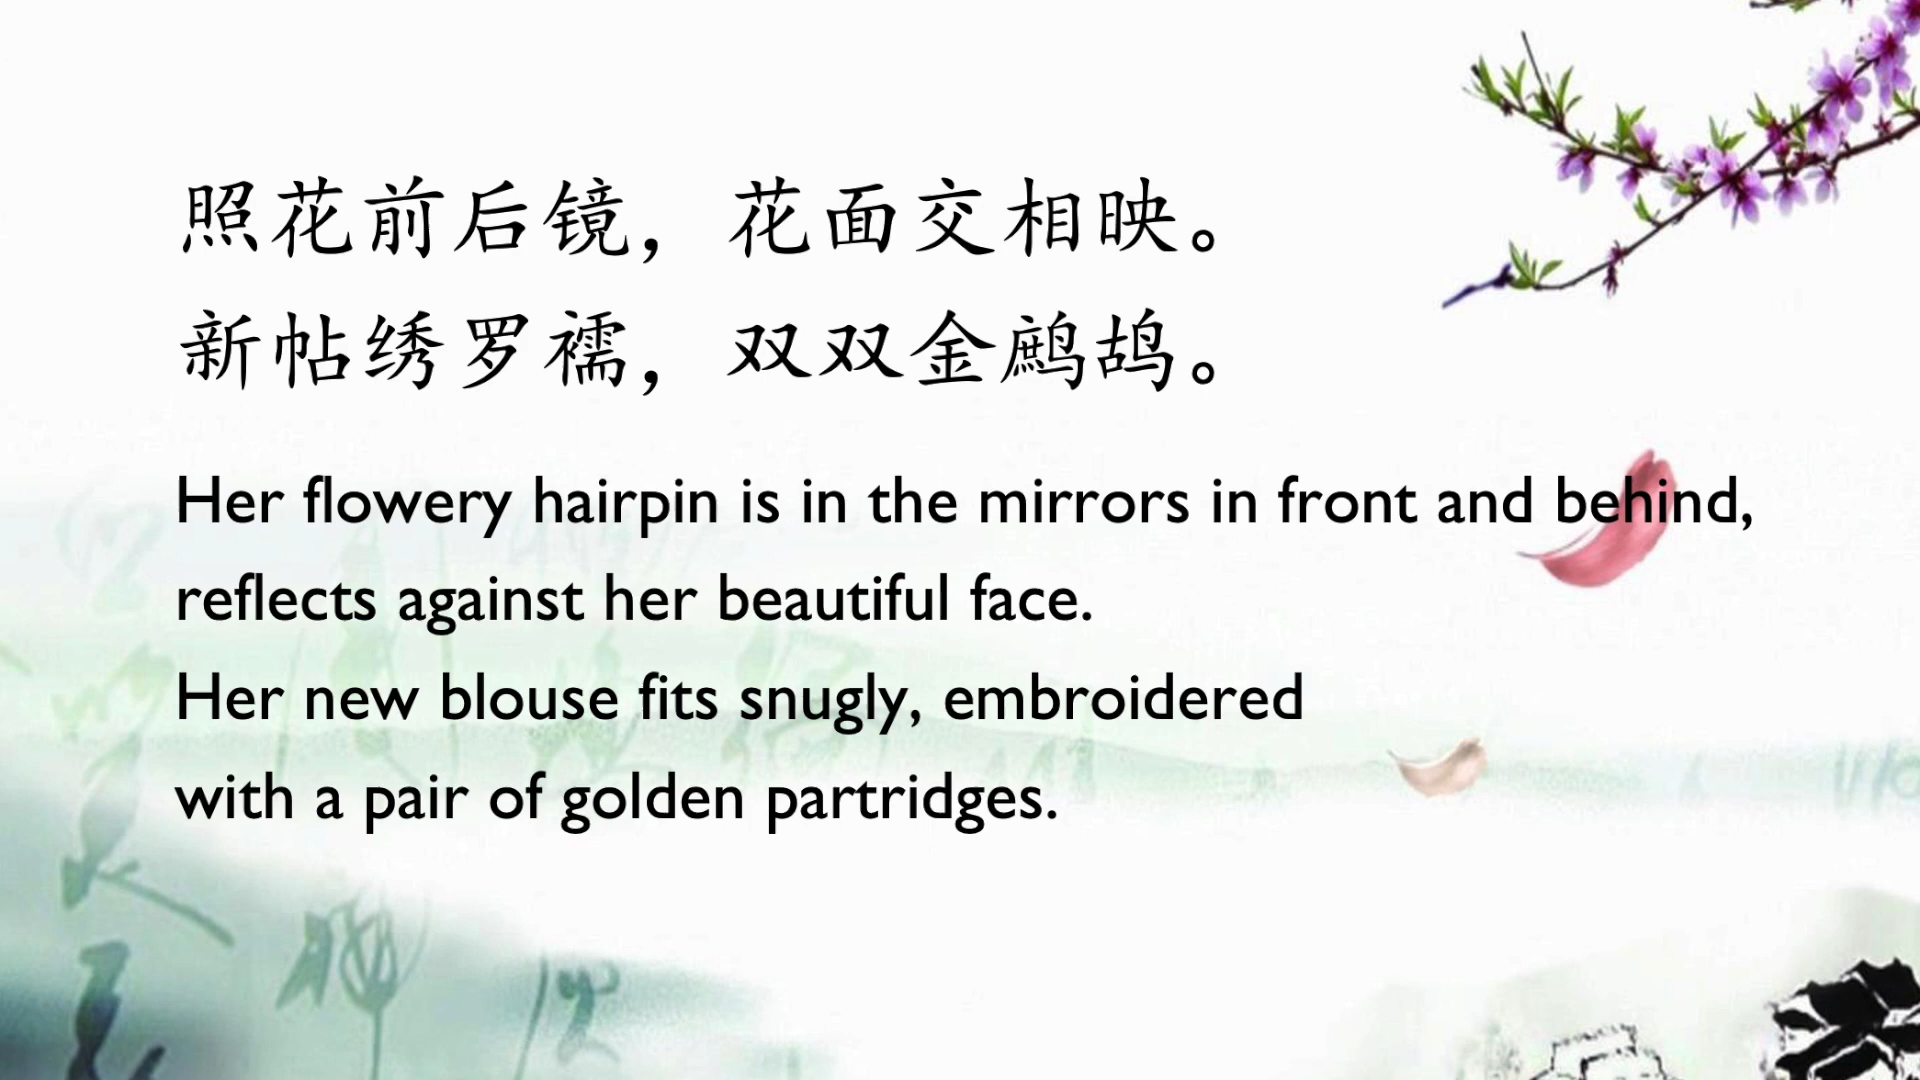 照花前后镜，花面交相映。
新帖绣罗襦，双双金鹧鸪。
Her flowery hairpin is in the mirrors in front and behind,
reflects against her beautiful face.
Her new blouse fits snugly, embroidered
with a pair of golden partridges.